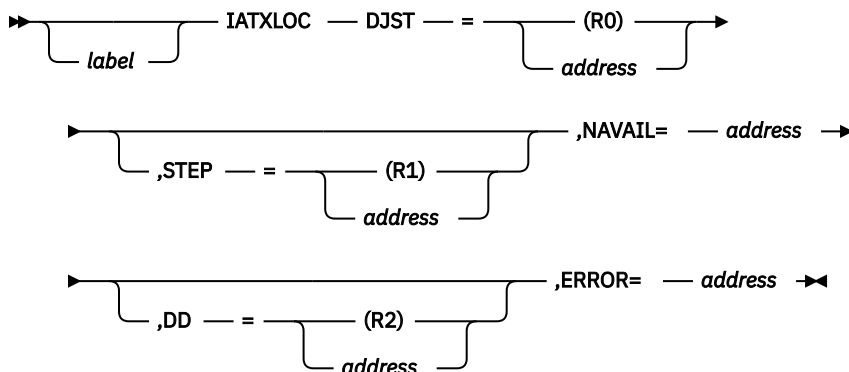 IATXLOC DJST = (R0)
label address
,NAVAIL= address
,STEP = (R1)
address
,ERROR= address
,DD = (R2)
address